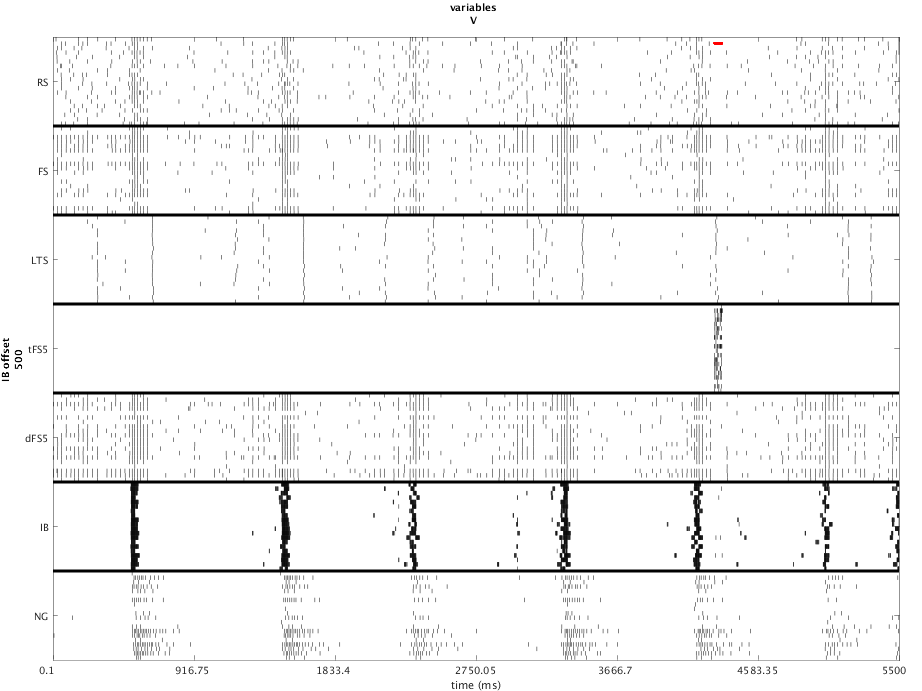 variables
V
RS
FS
LTS
tFS5
dFS5
IB
NG
IB offset
500
0.1 916.75 1833.4 2750.05 3666.7 4583.35 5500
time (ms)